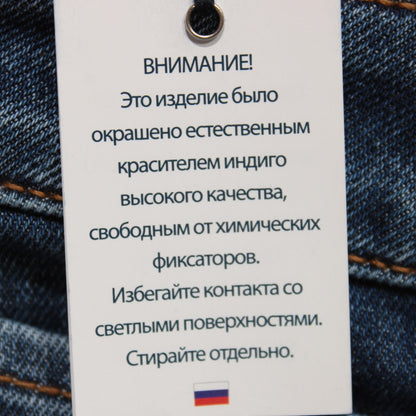 ВНИМАНИЕ!
Это изделие было
окрашено естественным
красителем индиго
высокого качества,
свободным от химических
фиксаторов.
Избегайте контакта со
светлыми поверхностями.
Стирайте отдельно.